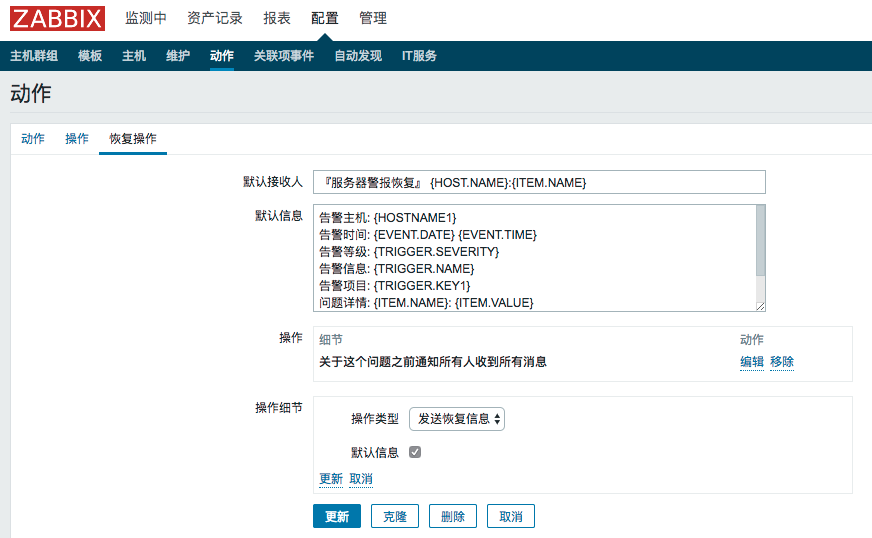 ZABBIX 监测中 资产记录 报表 配置 管理
主机群组 模板 主机 维护 动作 关联项事件 自动发现 IT服务
动作
动作 操作 恢复操作
默认接收人 『服务器警报恢复』 {HOST.NAME}:{ITEM.NAME}
默认信息 告警主机: {HOSTNAME1}
告警时间: {EVENT.DATE} {EVENT.TIME}
告警等级: {TRIGGER.SEVERITY}
告警信息: {TRIGGER.NAME}
告警项目: {TRIGGER.KEY1}
问题详情: {ITEM.NAME}: {ITEM.VALUE}
操作 细节 动作
关于这个问题之前通知所有人收到所有消息 编辑 移除
操作细节 操作类型 发送恢复信息
默认信息
更新 取消
更新 克隆 删除 取消